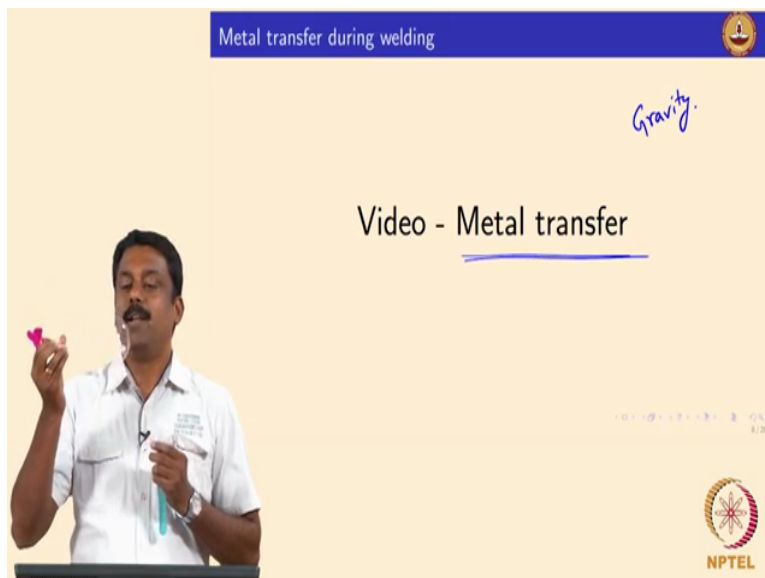 Metal transfer during welding
Gravity.
Video - Metal transfer
NPTEL